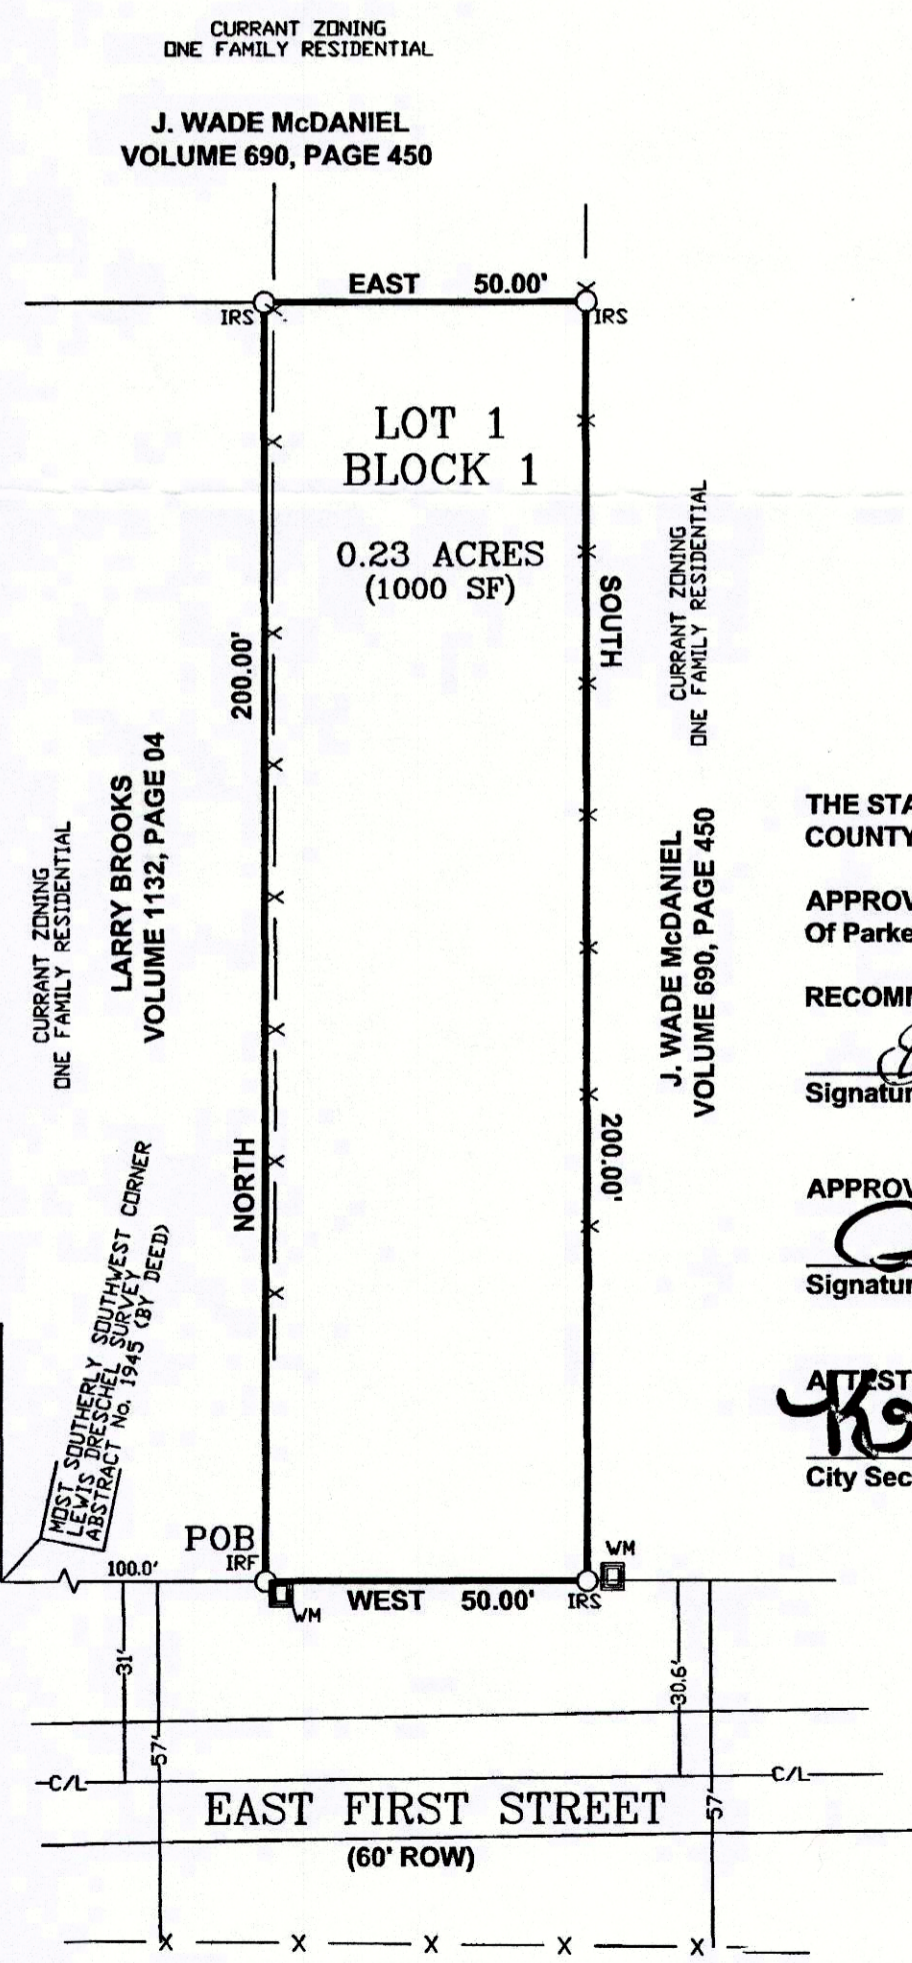 CURRANT ZONING
ONE FAMILY RESIDENTIAL
J. WADE McDANIEL
VOLUME 690, PAGE 450
EAST 50.00'
IRS
IRS
LOT 1
BLOCK 1
0.23 ACRES
(1000 SF)
200.00'
NORTH
SOUTH
200.00'
CURRANT ZONING
ONE FAMILY RESIDENTIAL
J. WADE McDANIEL
VOLUME 690, PAGE 450
LARRY BROOKS
VOLUME 1132, PAGE 04
CURRANT ZONING
ONE FAMILY RESIDENTIAL
MOST SOUTHERLY SOUTHWEST CORNER
LEWIS DRESCHEL SURVEY
ABSTRACT No. 1945 (BY DEED)
THE STA
COUNTY
APPROV
Of Parke
RECOMM
Signatur
APPROV
Signatur
ATTEST
City Sec
POB
IRF
100.0'
WM
WEST 50.00'
IRS
WM
31'
57'
30.6'
57'
C/L
C/L
EAST FIRST STREET
(60' ROW)